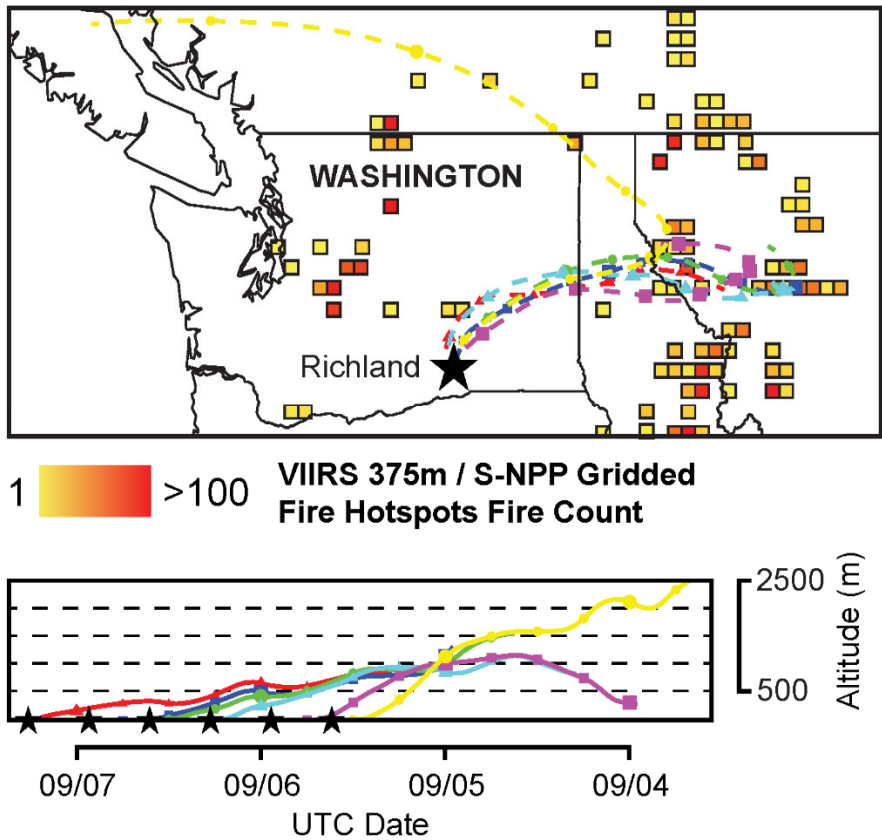 WASHINGTON
Richland
1
>100
VIIRS 375m / S-NPP Gridded
Fire Hotspots Fire Count
2500
500
Altitude (m)
09/07
09/06
09/05
09/04
UTC Date